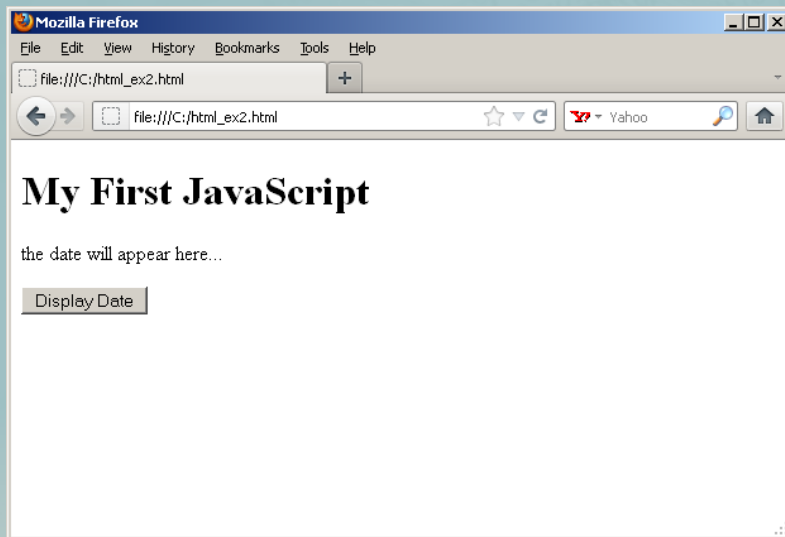 Mozilla Firefox
File Edit View History Bookmarks Tools Help
file:///C:/html_ex2.html
file:///C:/html_ex2.html Yahoo
My First JavaScript
the date will appear here...
Display Date